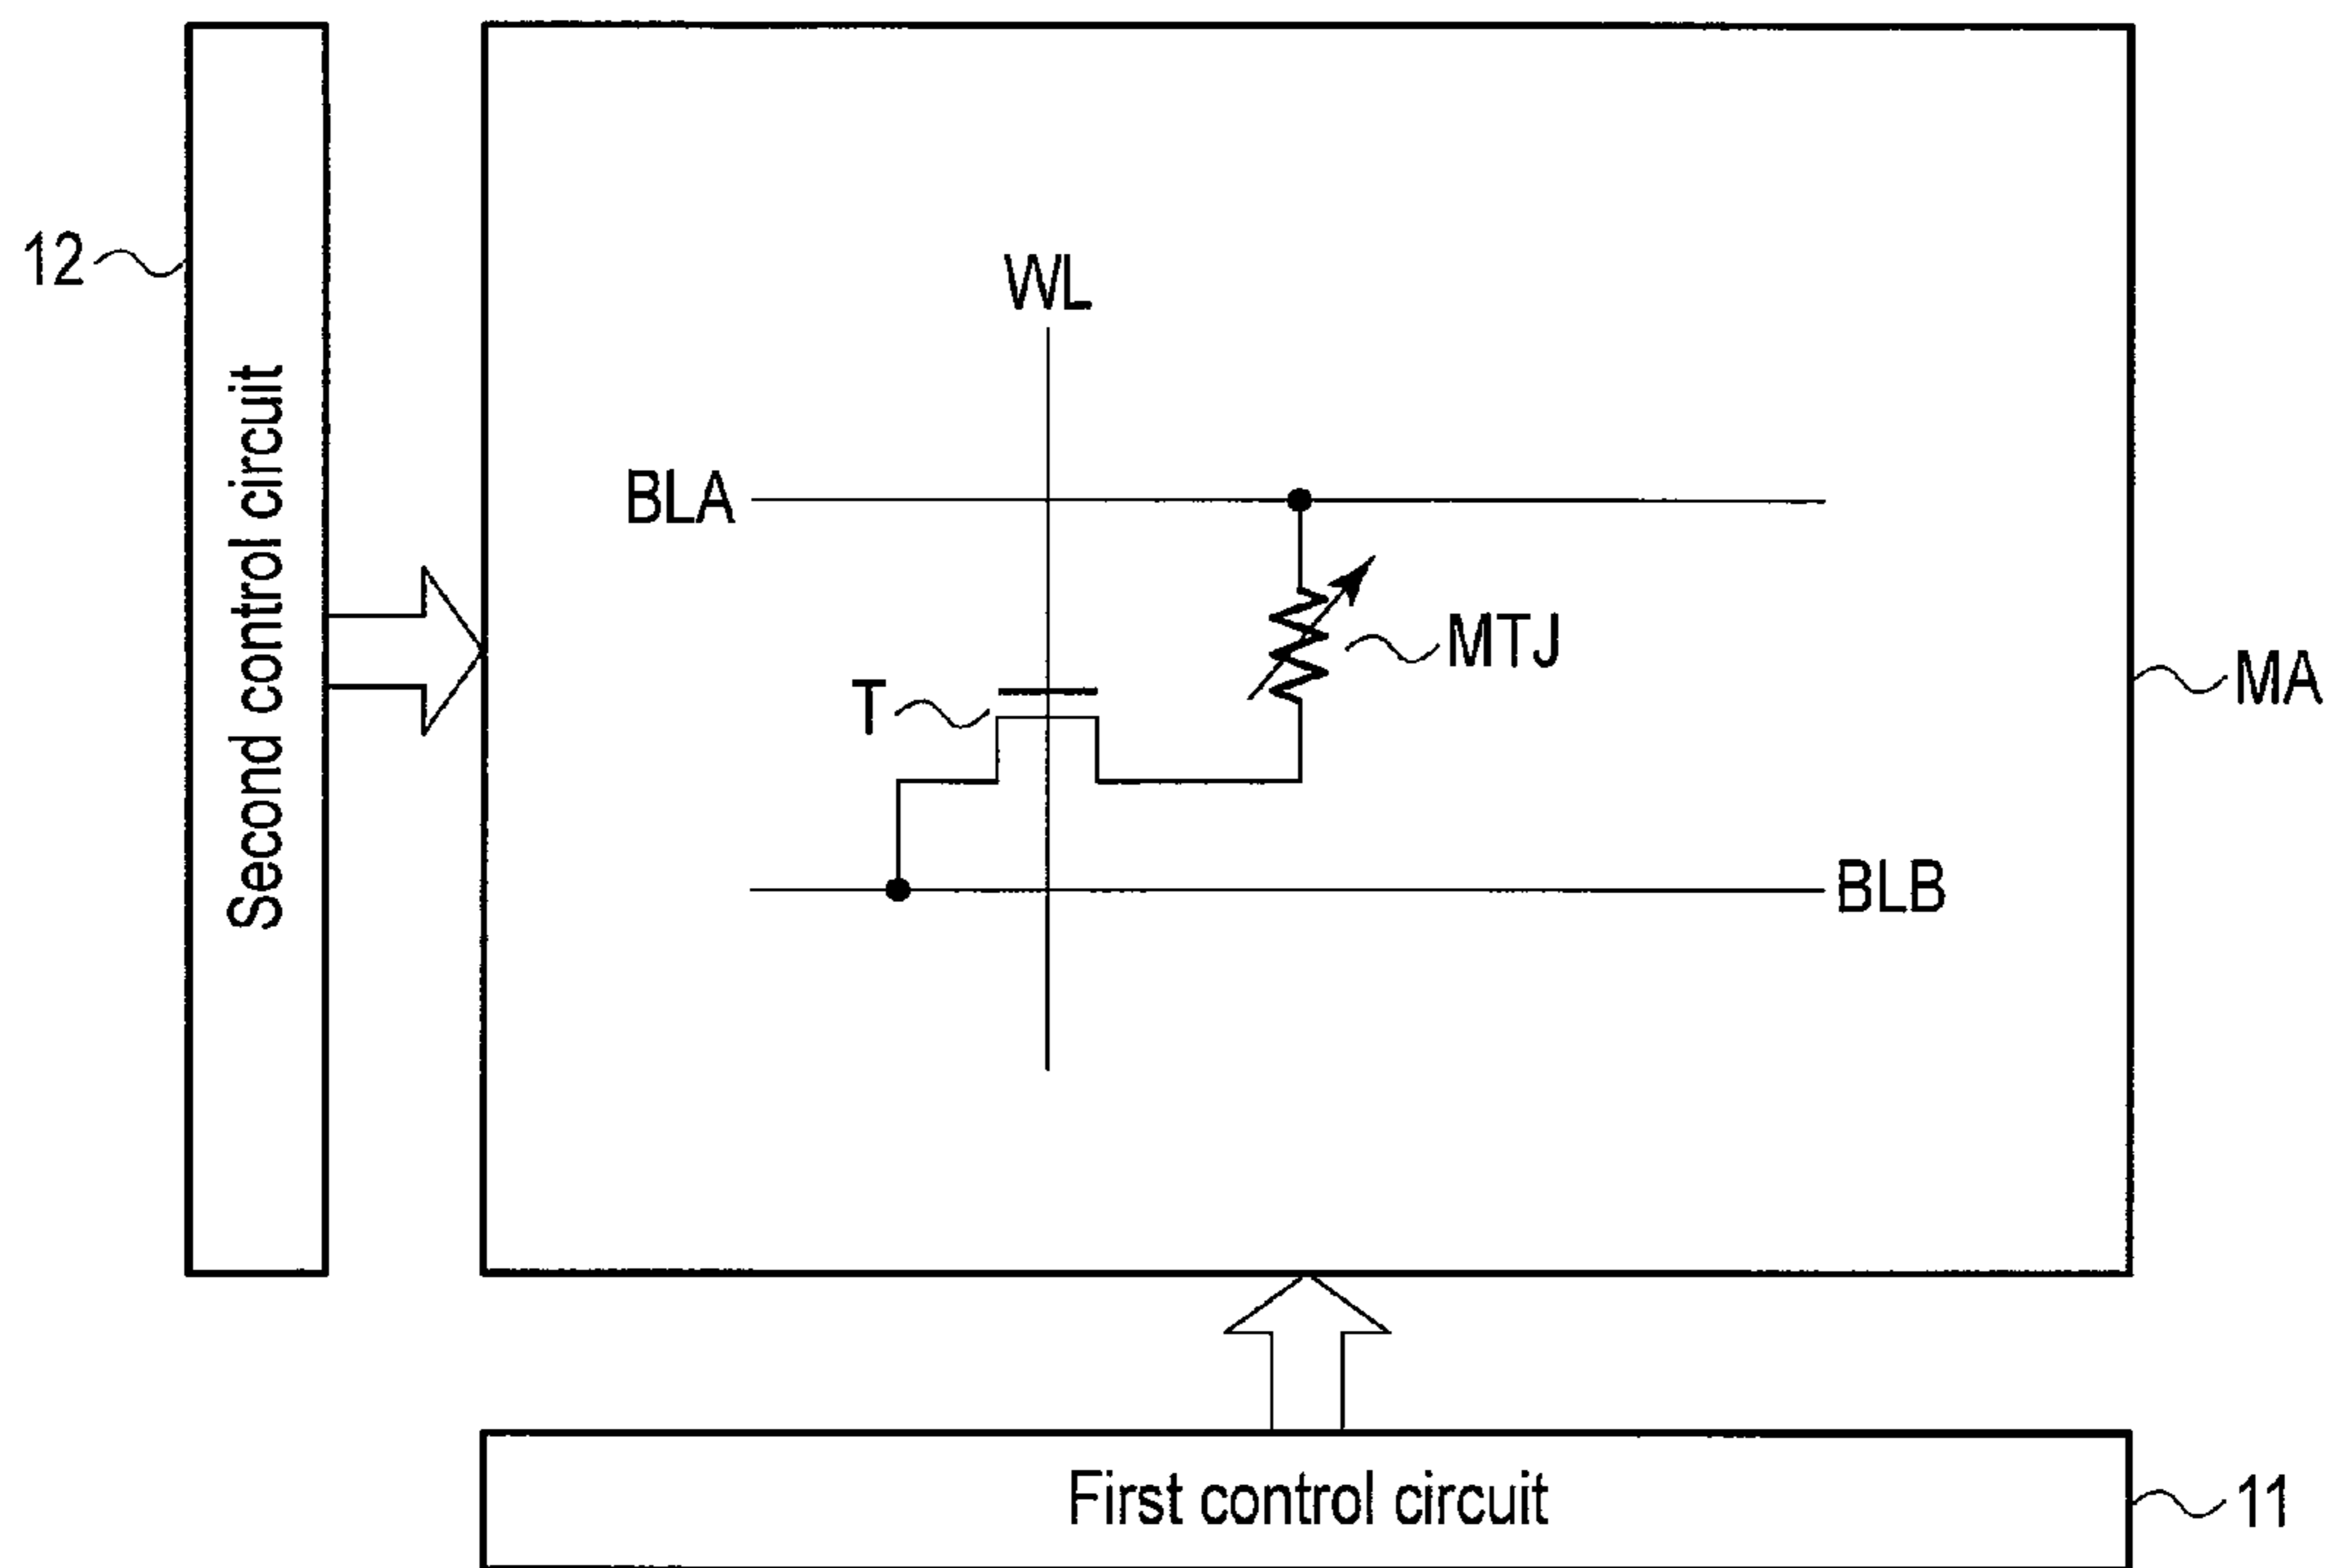 12
Second control circuit
WL
BLA
MTJ
T
MA
BLB
First control circuit
11